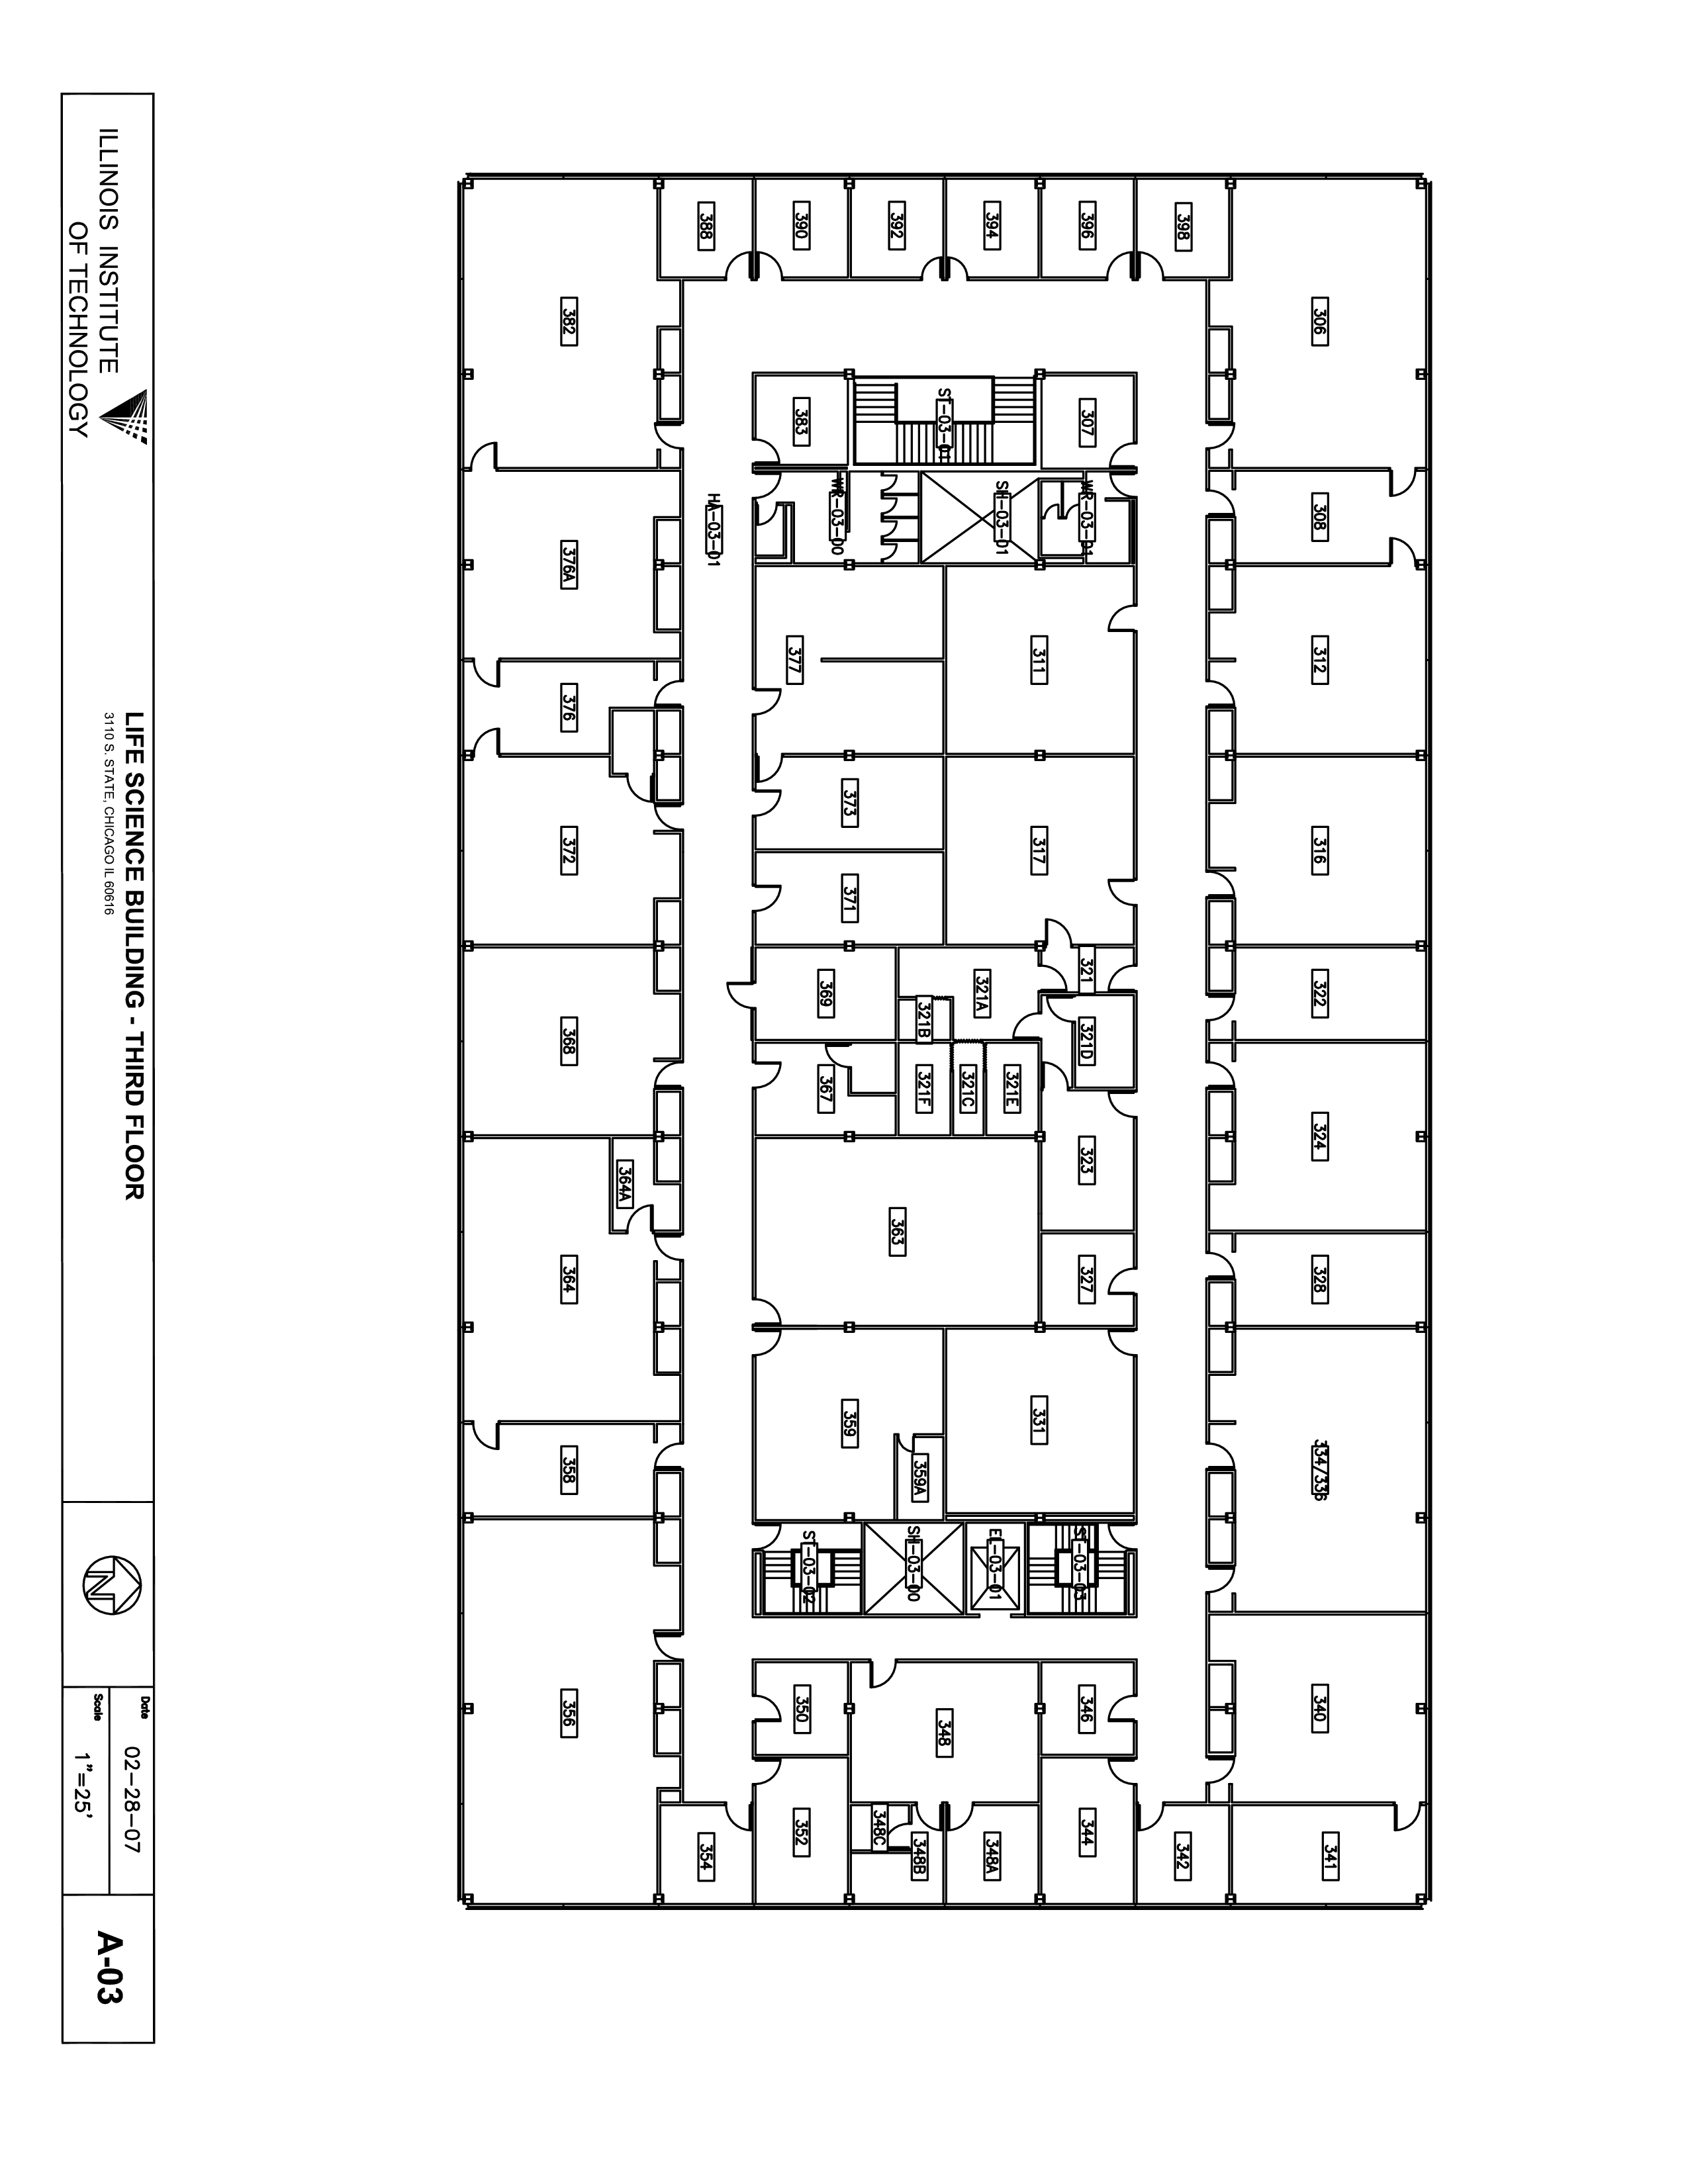 ILLINOIS INSTITUTE
OF TECHNOLOGY
LIFE SCIENCE BUILDING - THIRD FLOOR
3110 S. STATE, CHICAGO IL 60616
N
Date
02-28-07
Scale
1"=25'
A-03
306
308
312
316
322
324
328
334/336
340
341
398
342
396
307
WR-03-01
311
317
321
321D
323
327
331
ST-03-03
346
344
394
SH-03-01
321A
321E
321C
EL-03-01
348A
392
ST-03-01
321B
321F
363
359A
SH-03-00
348
348B
348C
390
383
WR-03-00
377
373
371
369
367
359
ST-03-02
350
352
388
HA-03-01
354
382
376A
376
372
368
364A
364
358
356